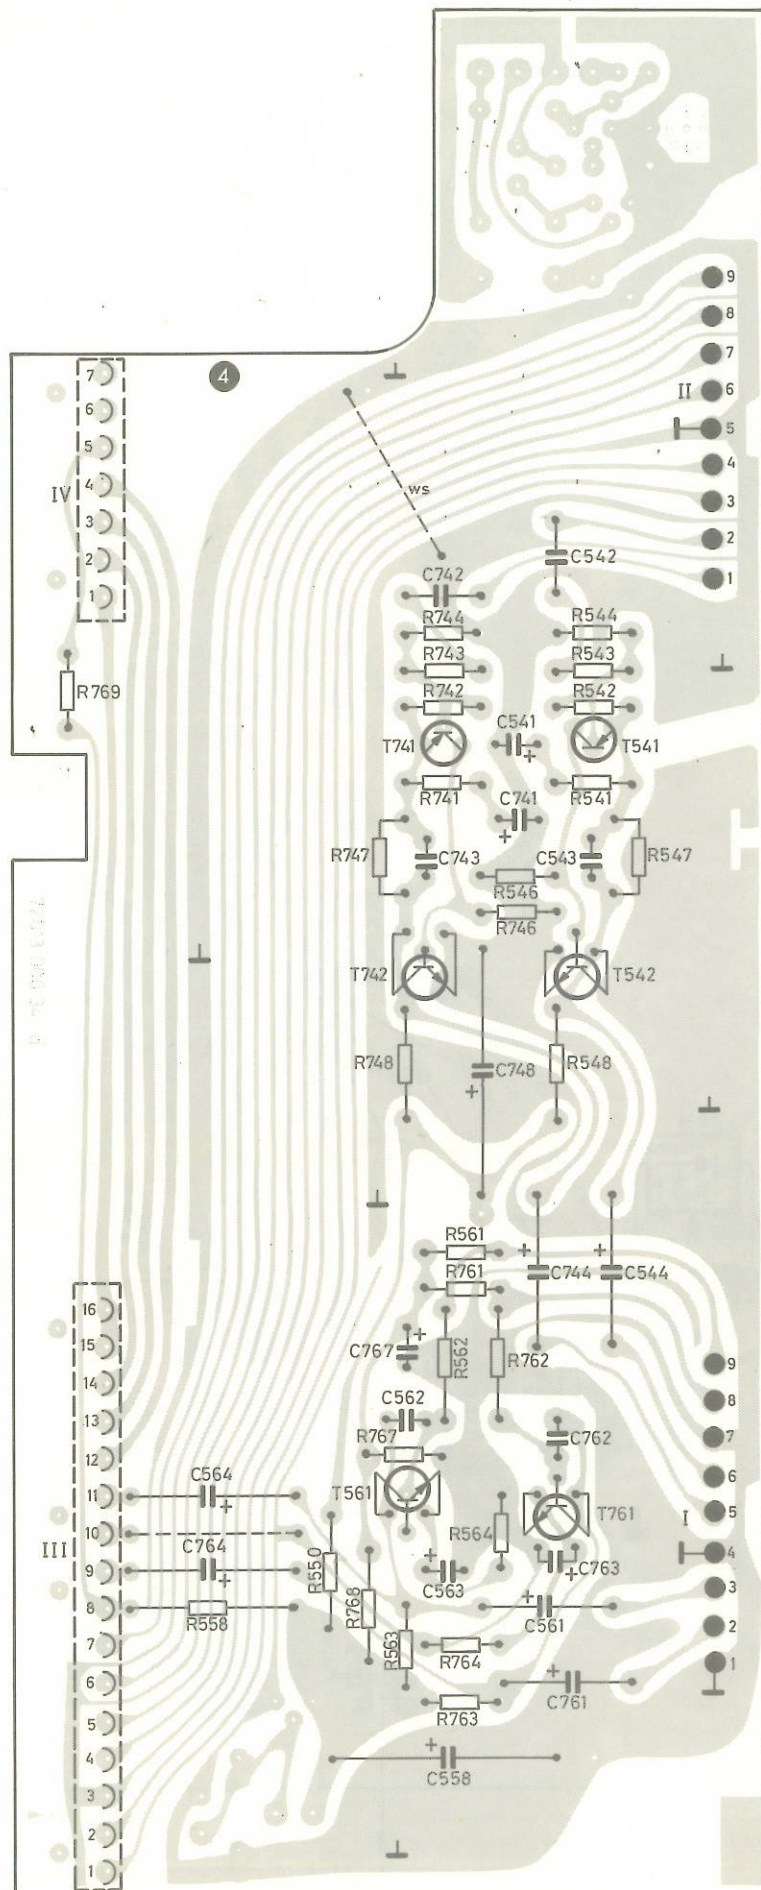 9
8
7
II 6
5
4
3
2
1
4
7
6
5
IV 4
3
2
1
ws
C542
C742
R744 R544
R743 R543
R742 R542
R769
C541
T741 T541
R741 R541
C741
R747 C743 C543 R547
R546
R746
T742 T542
R748 C748 R548
R561
C744 C544
R761
16
15
14
13
12
11
10
III 9
8
7
6
5
4
3
2
1
C767 R562 R762
C562
R767 C762
C564
T561
T761
R564
C764
R550 C563 C763
R768
R558
C561
R563 R764
C761
R763
C558
9
8
7
6
I 5
4
3
2
1